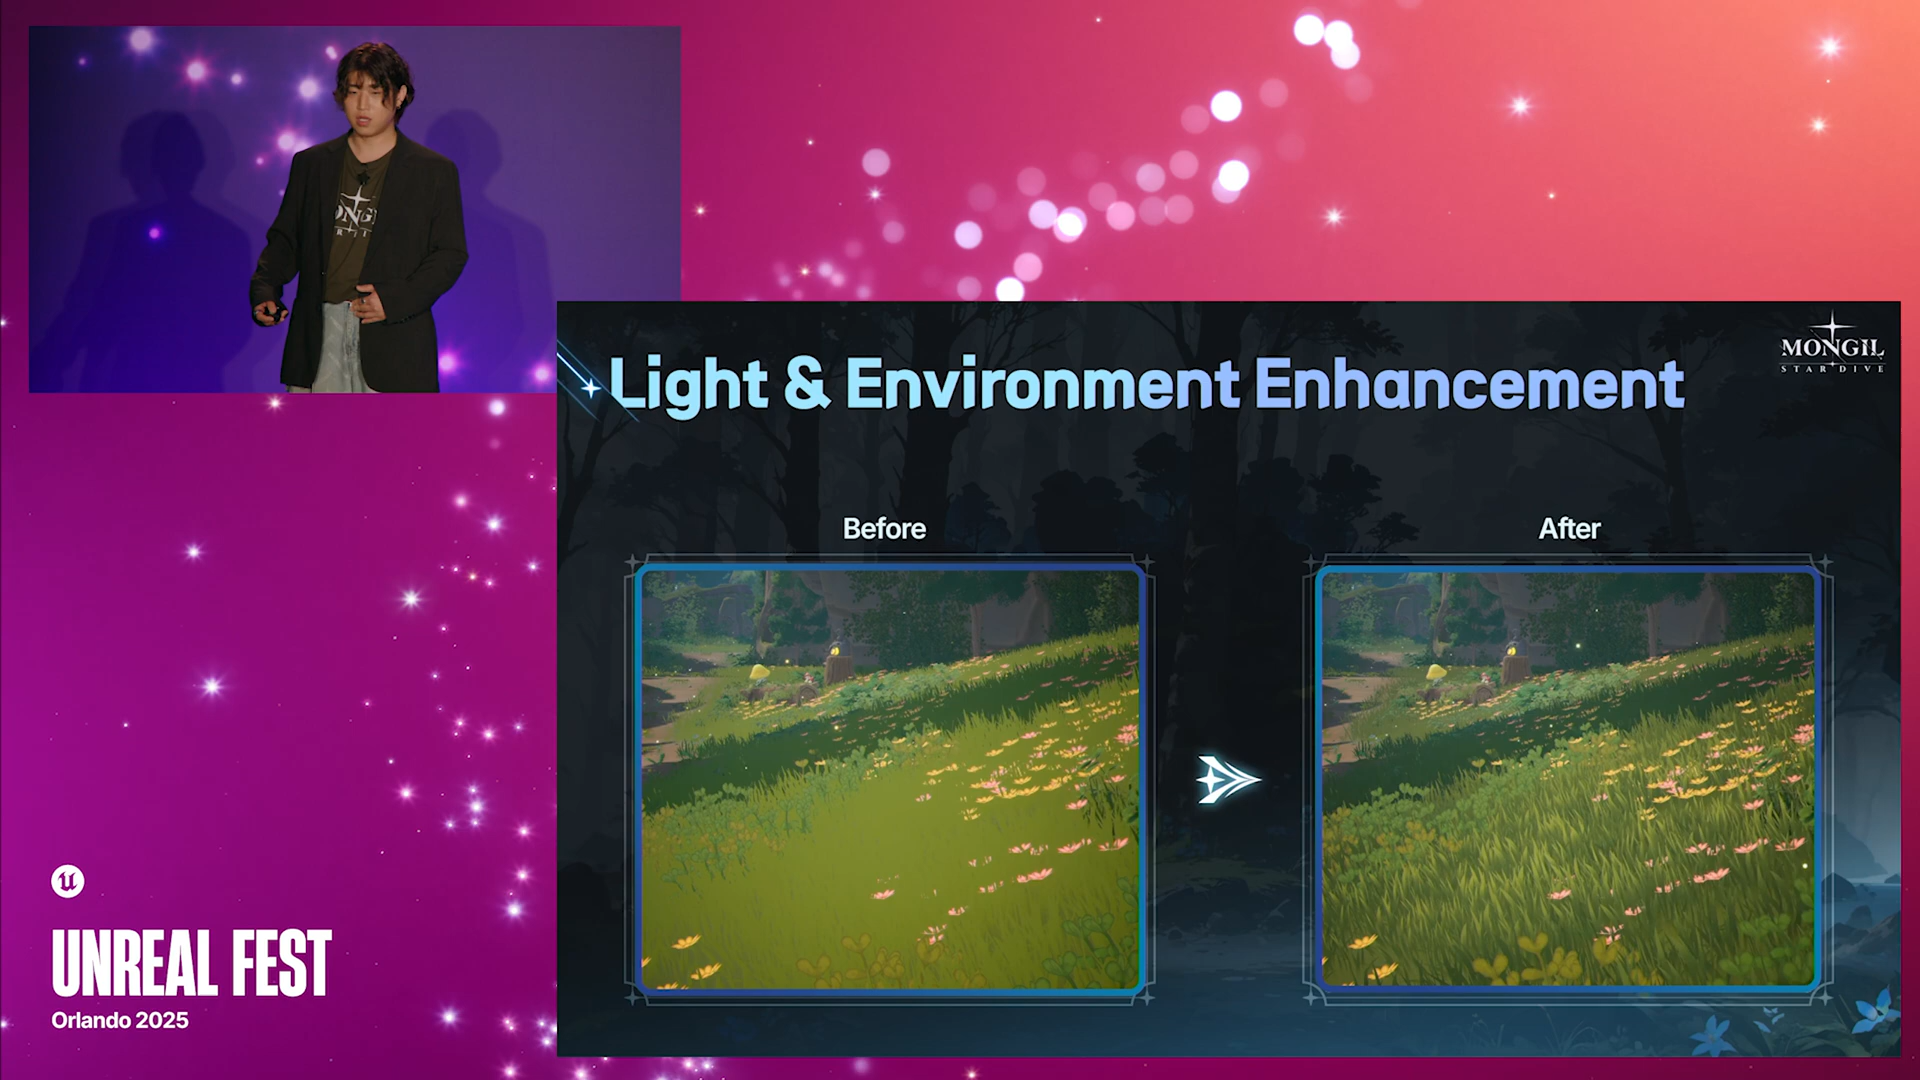 Light & Environment Enhancement
MONGIL
STAR DIVE
Before
After
UNREAL FEST
Orlando 2025